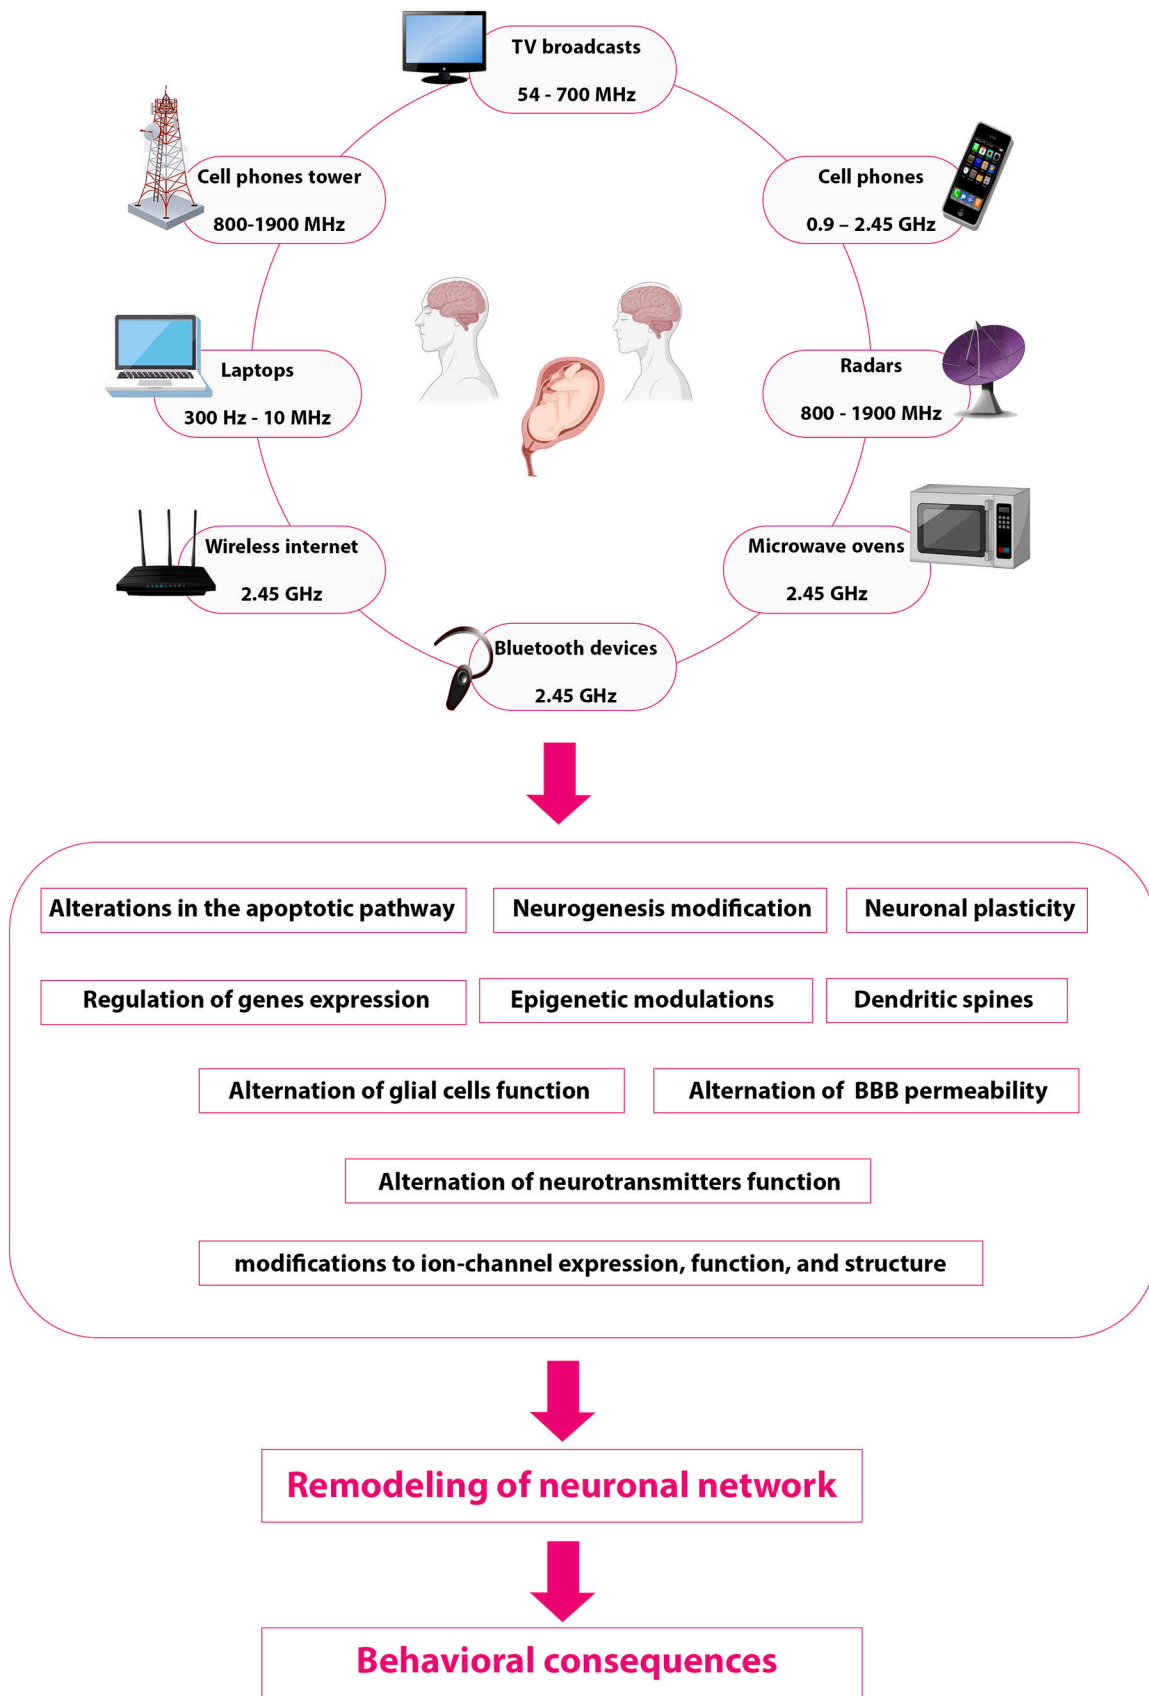 TV broadcasts
54 - 700 MHz
Cell phones tower
800-1900 MHz
Cell phones
0.9 – 2.45 GHz
Laptops
300 Hz - 10 MHz
Radars
800 - 1900 MHz
Wireless internet
2.45 GHz
Microwave ovens
2.45 GHz
Bluetooth devices
2.45 GHz
Alterations in the apoptotic pathway
Neurogenesis modification
Neuronal plasticity
Regulation of genes expression
Epigenetic modulations
Dendritic spines
Alternation of glial cells function
Alternation of BBB permeability
Alternation of neurotransmitters function
modifications to ion-channel expression, function, and structure
Remodeling of neuronal network
Behavioral consequences